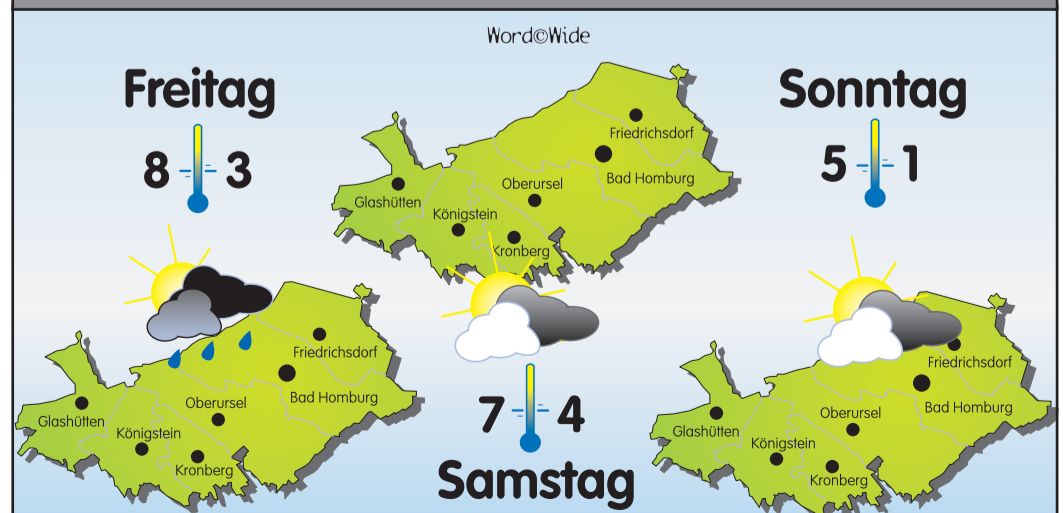 Word©Wide
Freitag
8 3
Friedrichsdorf
Bad Homburg
Oberursel
Glashütten
Königstein
Kronberg
Sonntag
5 1
Friedrichsdorf
Bad Homburg
Oberursel
Glashütten
Königstein
Kronberg
7 4
Samstag
Friedrichsdorf
Bad Homburg
Oberursel
Glashütten
Königstein
Kronberg